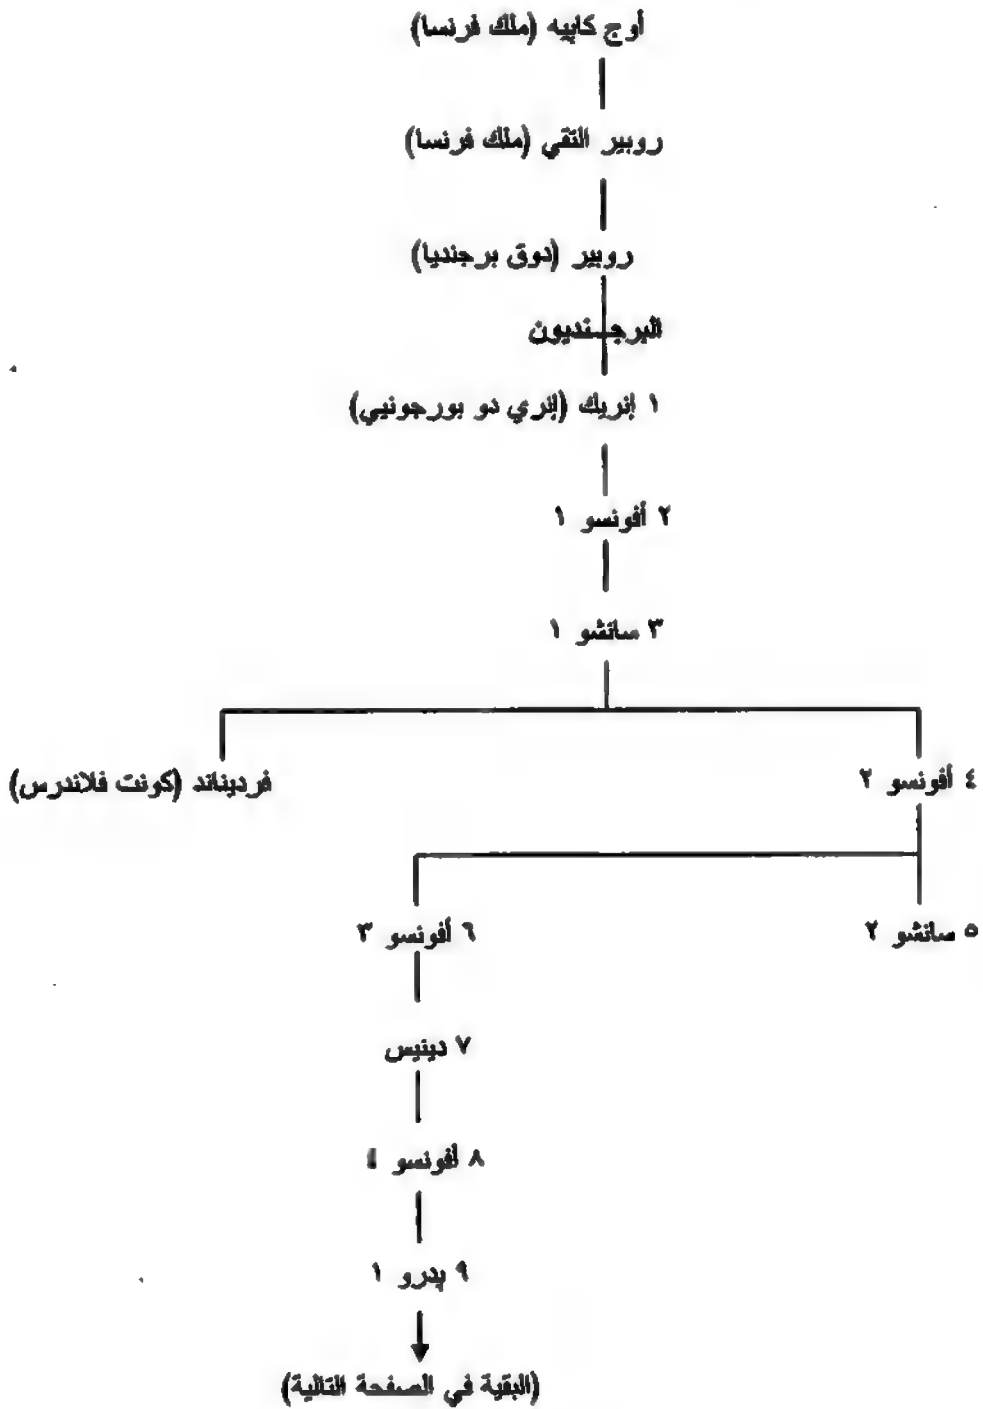 أوج كابيه (ملك فرنسا)
روبير التقي (ملك فرنسا)
روبير (دوق برجنديا)
البرجنديون
١ إنريك (إنري دو بورجونيي)
٢ أفونسو ١
٣ سانشو ١
٤ أفونسو ٢
فرديناند (كونت فلاندرس)
٥ سانشو ٢
٦ أفونسو ٣
٧ دينيس
٨ أفونسو ٤
٩ پدرو ١
(البقية في الصفحة التالية)